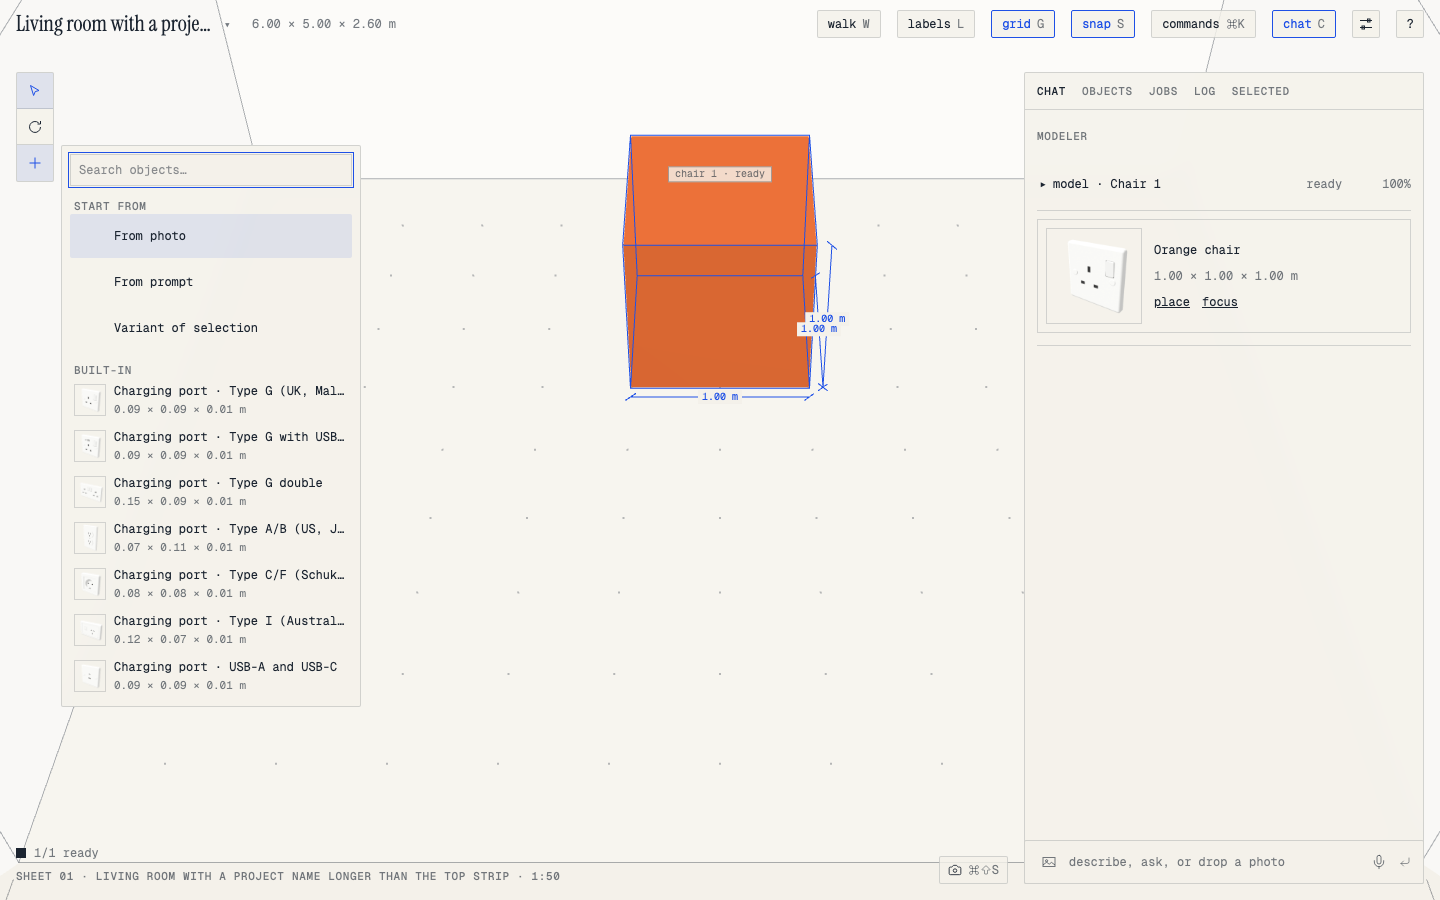 Living room with a proje…
6.00 × 5.00 × 2.60 m
walk W
labels L
grid G
snap S
commands ⌘K
chat C
?
Search objects…
START FROM
From photo
From prompt
Variant of selection
BUILT-IN
Charging port · Type G (UK, Mal…
0.09 × 0.09 × 0.01 m
Charging port · Type G with USB…
0.09 × 0.09 × 0.01 m
Charging port · Type G double
0.15 × 0.09 × 0.01 m
Charging port · Type A/B (US, J…
0.07 × 0.11 × 0.01 m
Charging port · Type C/F (Schuk…
0.08 × 0.08 × 0.01 m
Charging port · Type I (Austral…
0.12 × 0.07 × 0.01 m
Charging port · USB-A and USB-C
0.09 × 0.09 × 0.01 m
chair 1 · ready
1.00 m
1.00 m
1.00 m
CHAT OBJECTS JOBS LOG SELECTED
MODELER
▸ model · Chair 1 ready 100%
Orange chair
1.00 × 1.00 × 1.00 m
place focus
describe, ask, or drop a photo
1/1 ready
SHEET 01 · LIVING ROOM WITH A PROJECT NAME LONGER THAN THE TOP STRIP · 1:50
⌘⇧S